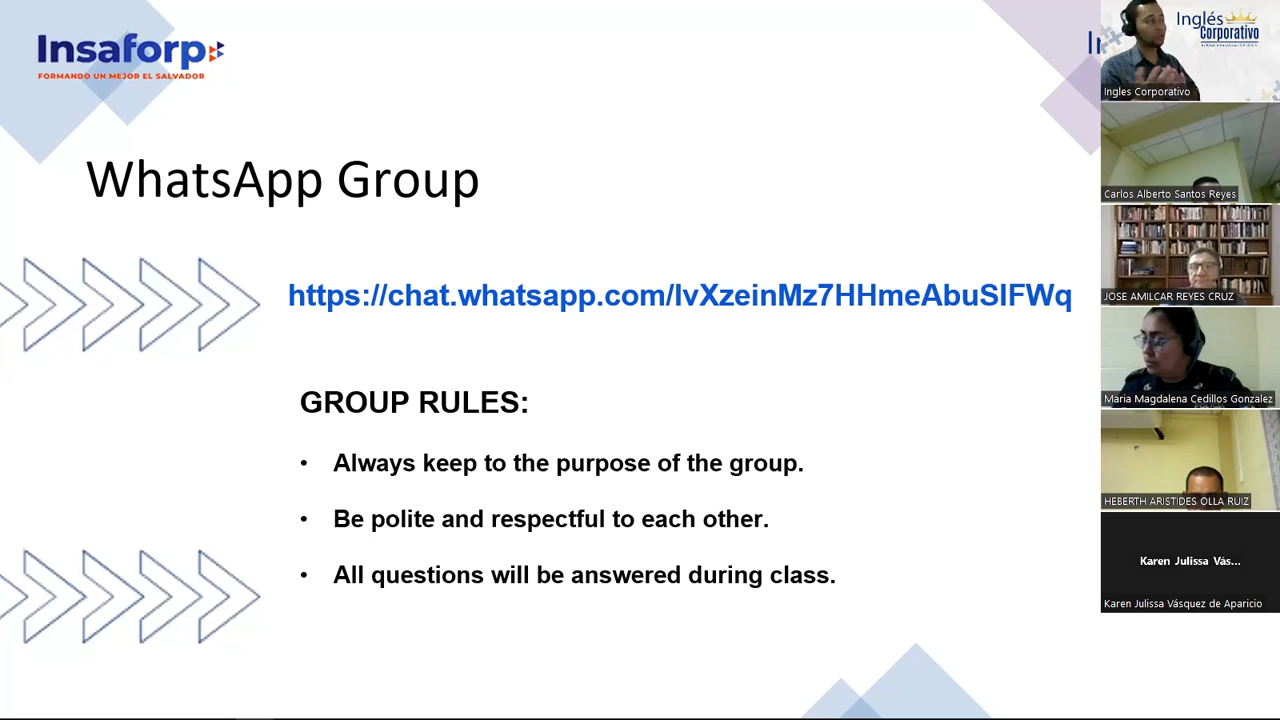 Insaforp
FORMANDO UN MEJOR EL SALVADOR
WhatsApp Group
https://chat.whatsapp.com/IvXzeinMz7HHmeAbuSIFWq
GROUP RULES:
• Always keep to the purpose of the group.
• Be polite and respectful to each other.
• All questions will be answered during class.
Inglés
Corporativo
Ingles Corporativo
Carlos Alberto Santos Reyes
JOSE AMILCAR REYES CRUZ
Maria Magdalena Cedillos Gonzalez
HEBERTH ARISTIDES OLLA RUIZ
Karen Julissa Vás...
Karen Julissa Vásquez de Aparicio